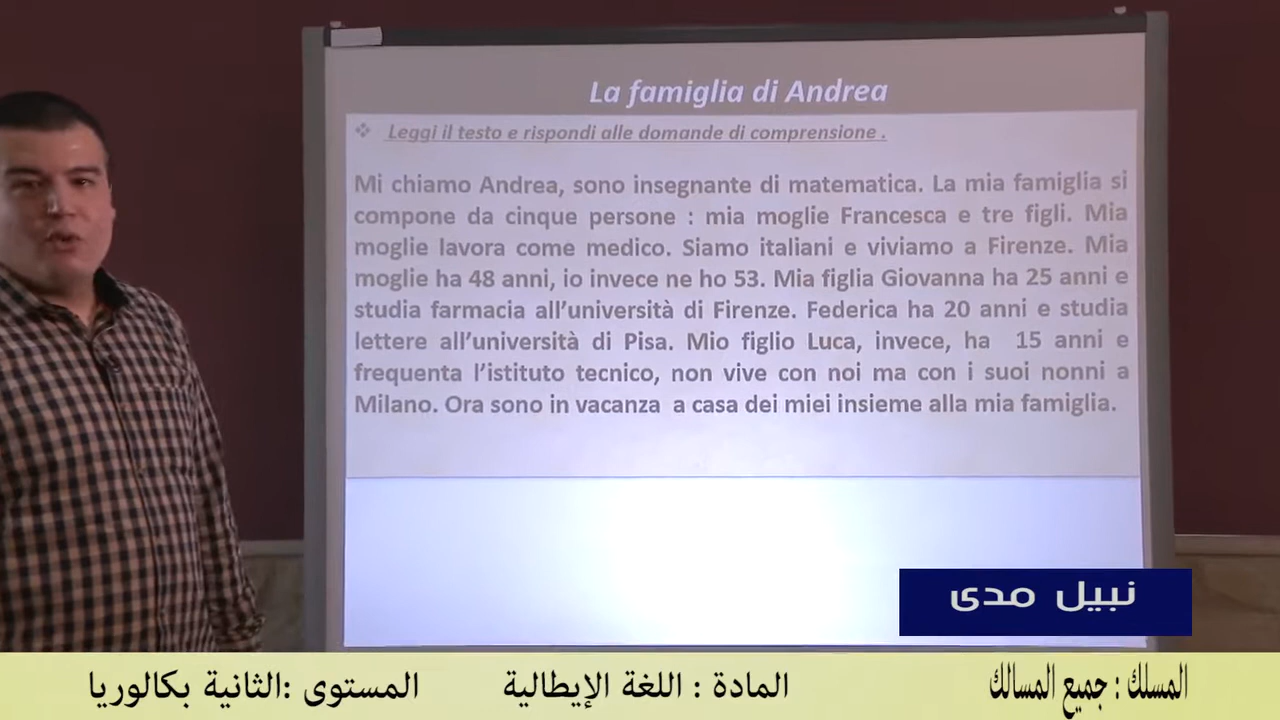 La famiglia di Andrea
❖ Leggi il testo e rispondi alle domande di comprensione .
Mi chiamo Andrea, sono insegnante di matematica. La mia famiglia si
compone da cinque persone : mia moglie Francesca e tre figli. Mia
moglie lavora come medico. Siamo italiani e viviamo a Firenze. Mia
moglie ha 48 anni, io invece ne ho 53. Mia figlia Giovanna ha 25 anni e
studia farmacia all’università di Firenze. Federica ha 20 anni e studia
lettere all’università di Pisa. Mio figlio Luca, invece, ha 15 anni e
frequenta l’istituto tecnico, non vive con noi ma con i suoi nonni a
Milano. Ora sono in vacanza a casa dei miei insieme alla mia famiglia.
نبيل مدى
المسلك : جميع المسالك المادة : اللغة الإيطالية المستوى :الثانية بكالوريا